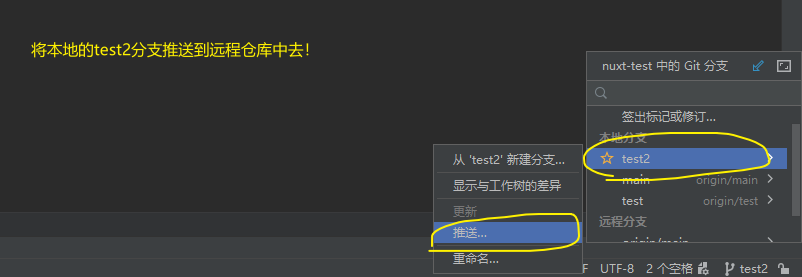 将本地的test2分支推送到远程仓库中去！
nuxt-test 中的 Git 分支
签出标记或修订...
本地分支
test2
main origin/main
test origin/test
远程分支
origin/main
从 'test2' 新建分支...
显示与工作树的差异
更新
推送...
重命名...
F UTF-8 2 个空格 test2